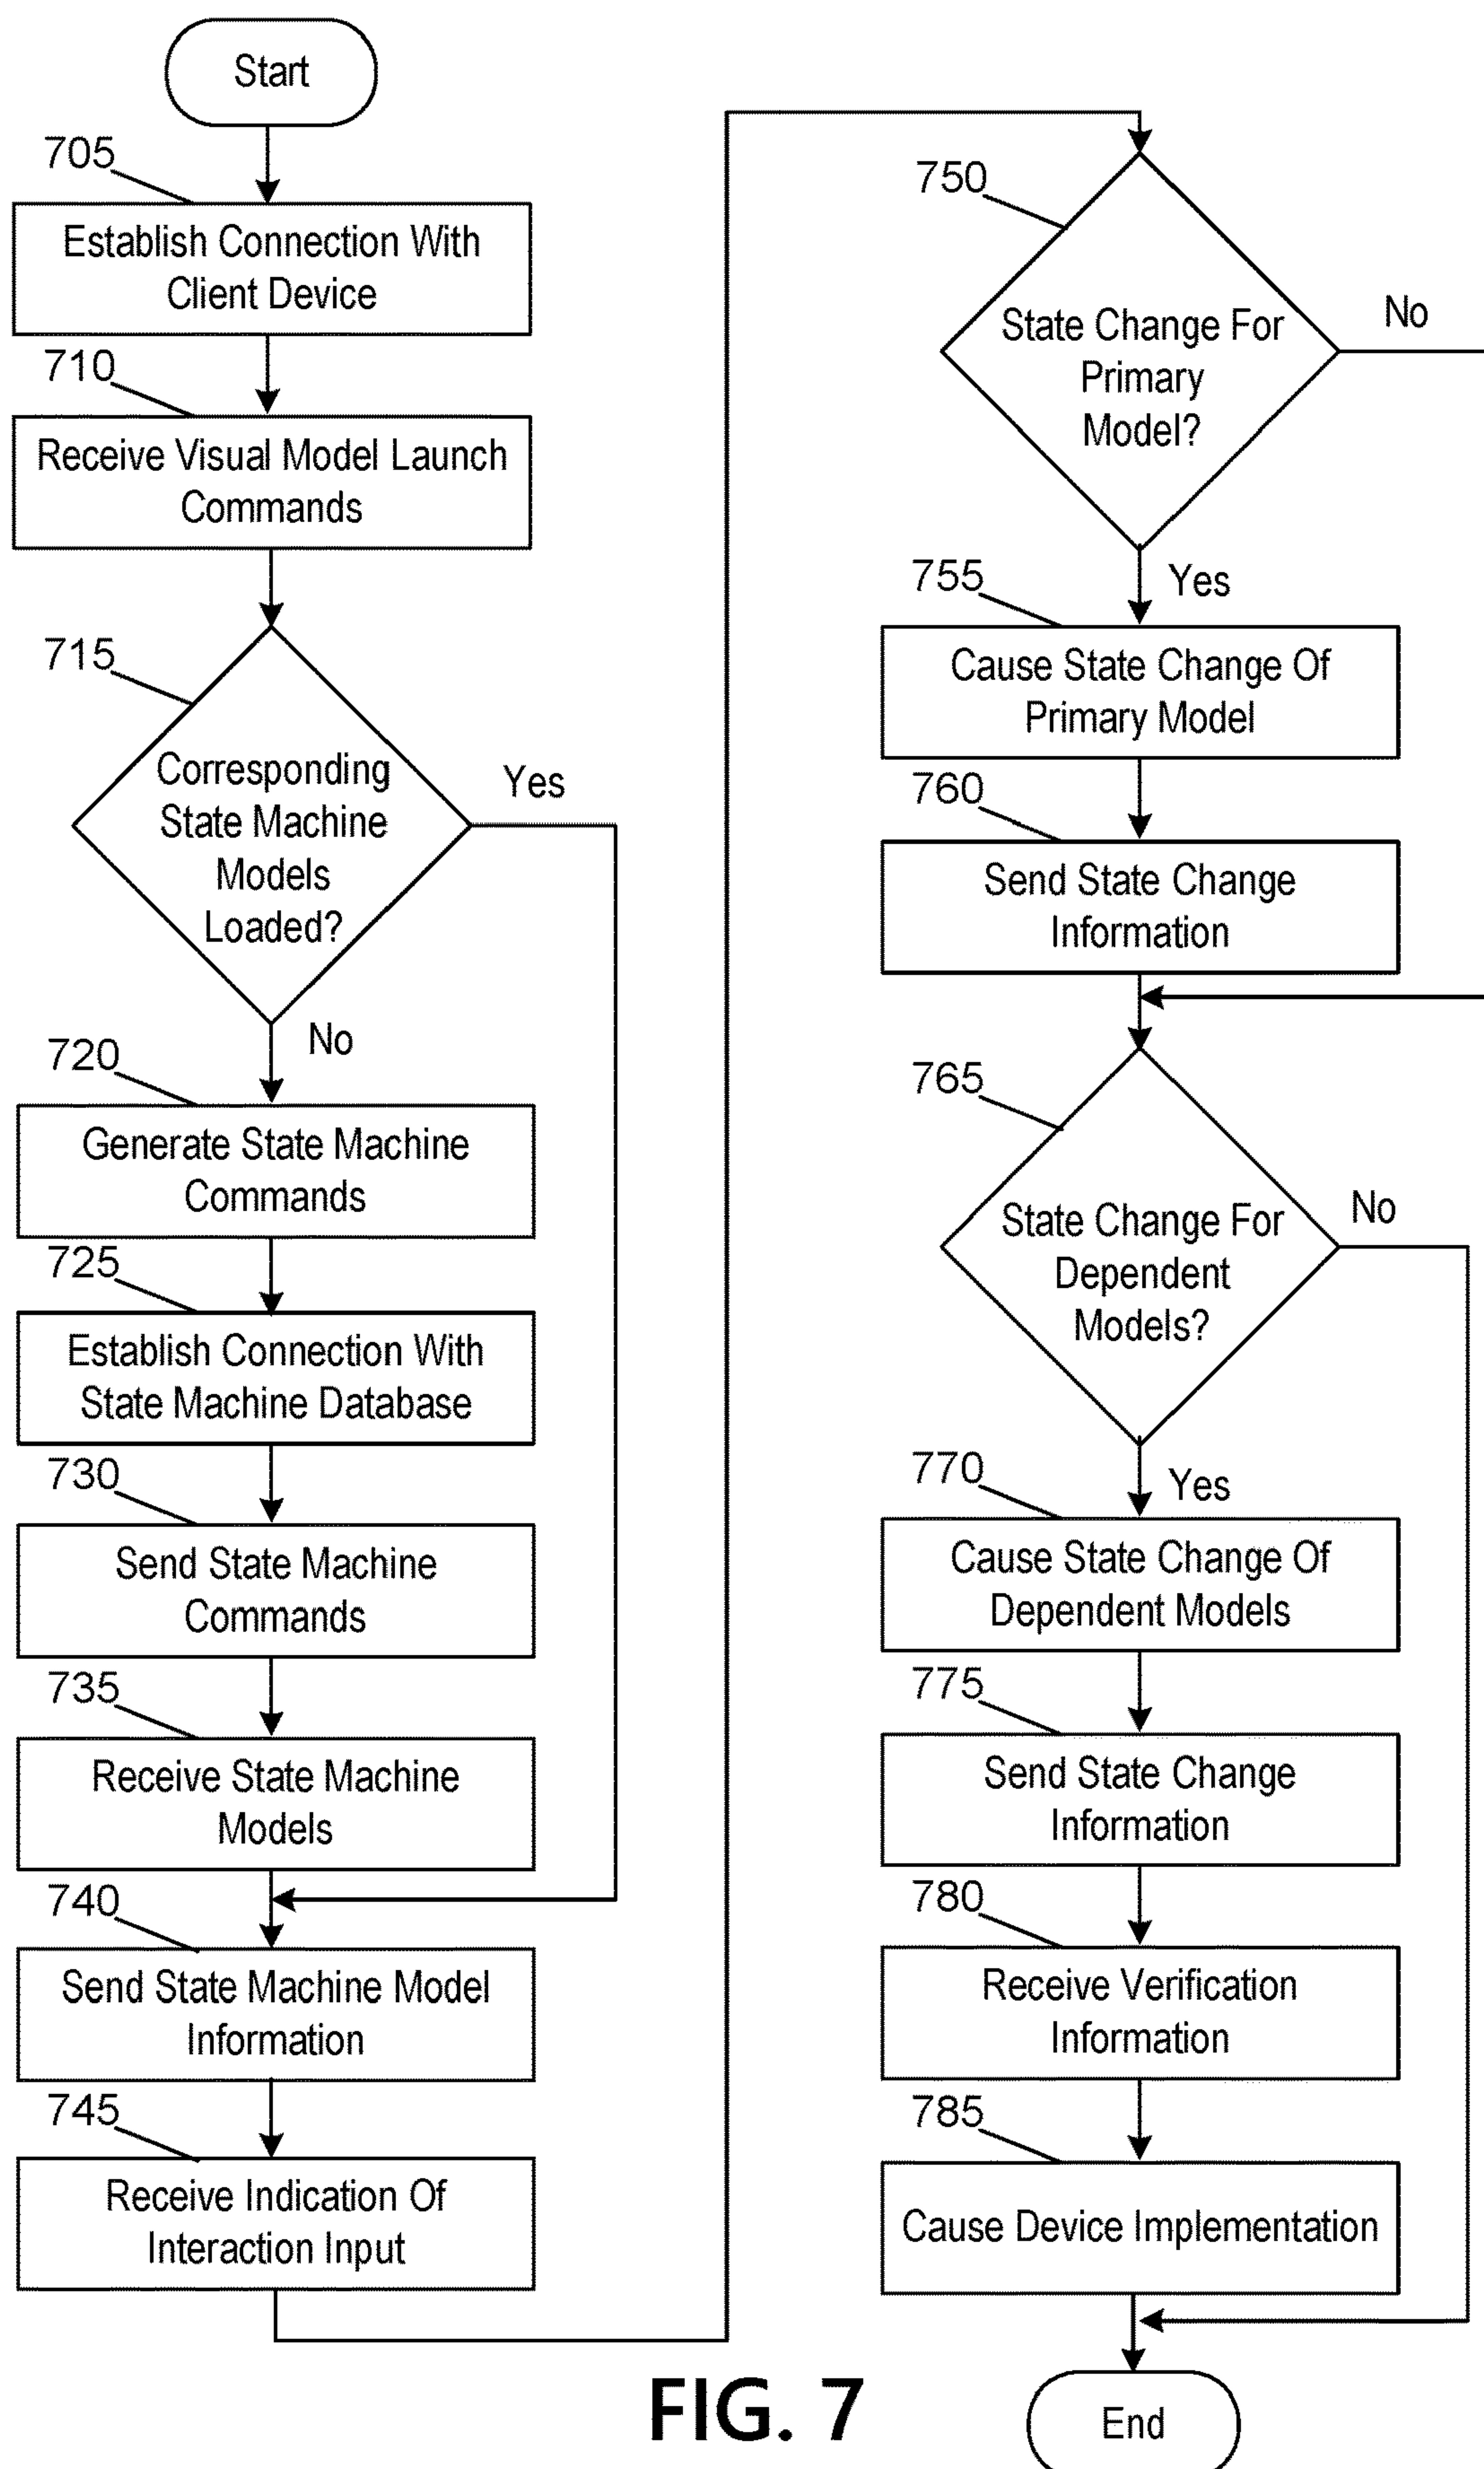 Start
705
Establish Connection With
Client Device
710
Receive Visual Model Launch
Commands
715
Corresponding
State Machine
Models
Loaded?
Yes
No
720
Generate State Machine
Commands
725
Establish Connection With
State Machine Database
730
Send State Machine
Commands
735
Receive State Machine
Models
740
Send State Machine Model
Information
745
Receive Indication Of
Interaction Input
750
State Change For
Primary
Model?
No
Yes
755
Cause State Change Of
Primary Model
760
Send State Change
Information
765
State Change For
Dependent
Models?
No
Yes
770
Cause State Change Of
Dependent Models
775
Send State Change
Information
780
Receive Verification
Information
785
Cause Device Implementation
End
FIG. 7